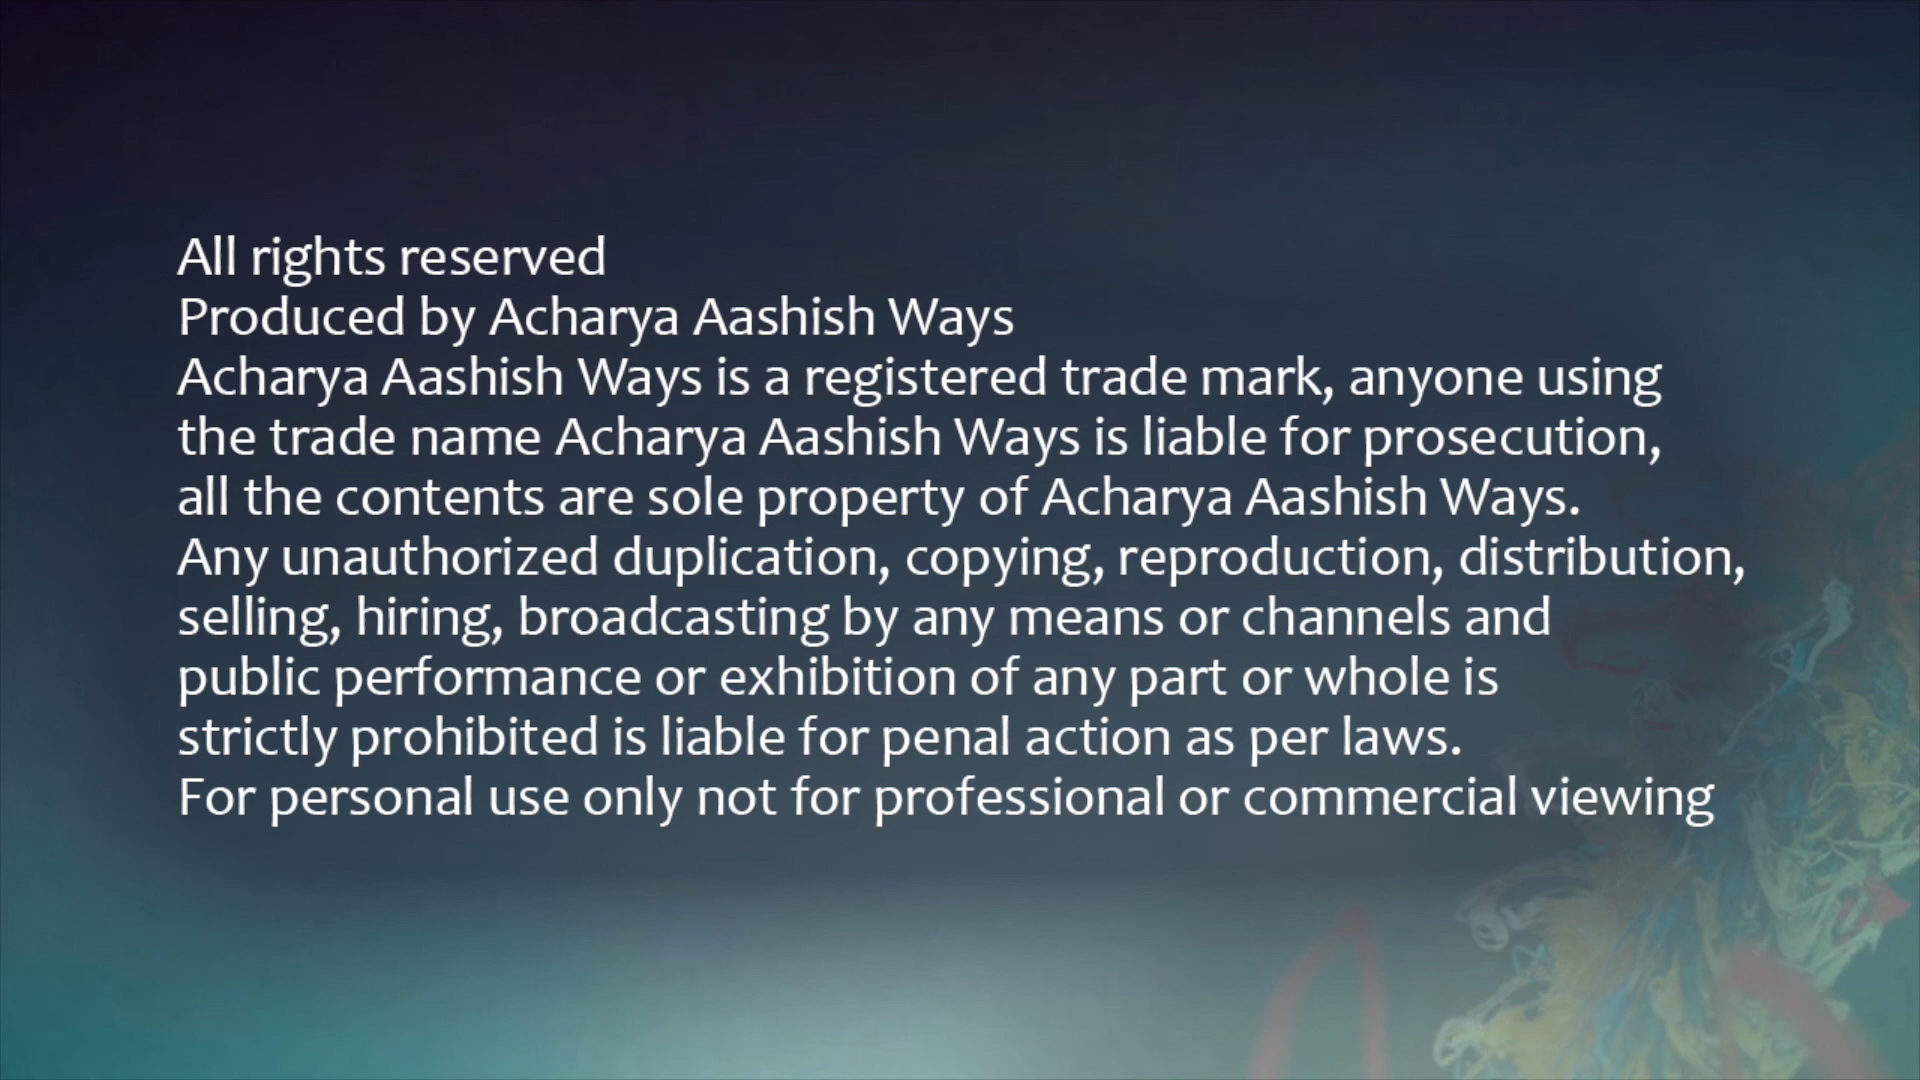 All rights reserved
Produced by Acharya Aashish Ways
Acharya Aashish Ways is a registered trade mark, anyone using
the trade name Acharya Aashish Ways is liable for prosecution,
all the contents are sole property of Acharya Aashish Ways.
Any unauthorized duplication, copying, reproduction, distribution,
selling, hiring, broadcasting by any means or channels and
public performance or exhibition of any part or whole is
strictly prohibited is liable for penal action as per laws.
For personal use only not for professional or commercial viewing